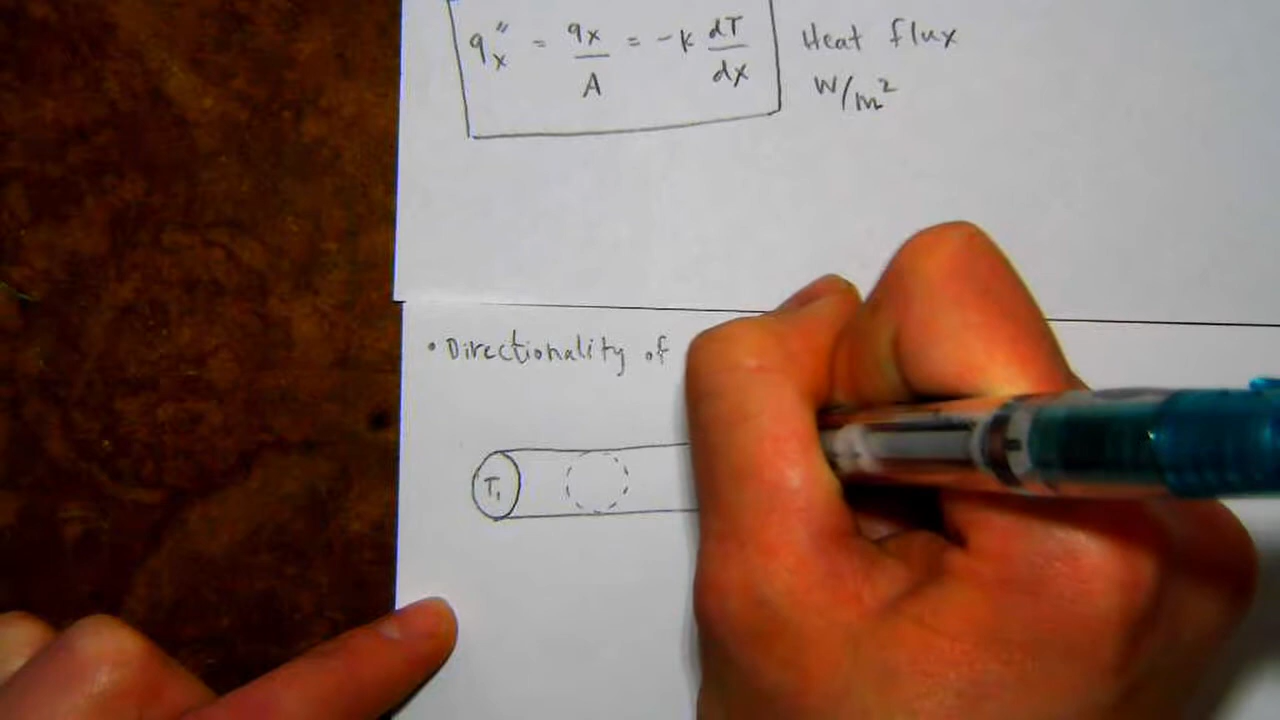 q''x = qx / A = -k dT / dx Heat flux
W/m²
• Directionality of
T₁